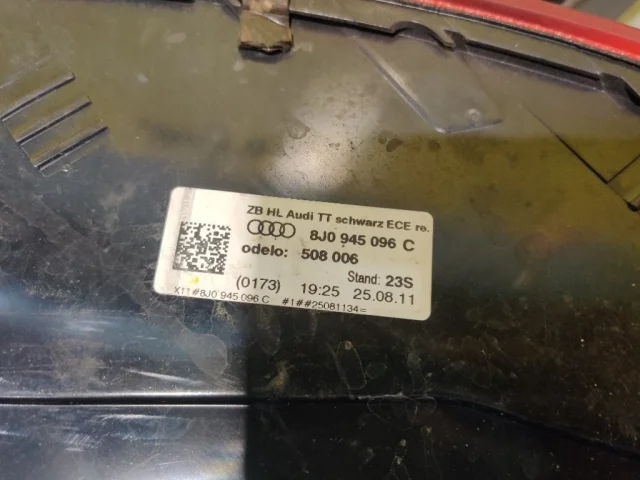 ZB HL Audi TT schwarz ECE re.
8J0 945 096 C
odelo: 508 006
Stand: 23S
(0173) 19:25 25.08.11
X11#8J0 945 096 C #1##25081134=